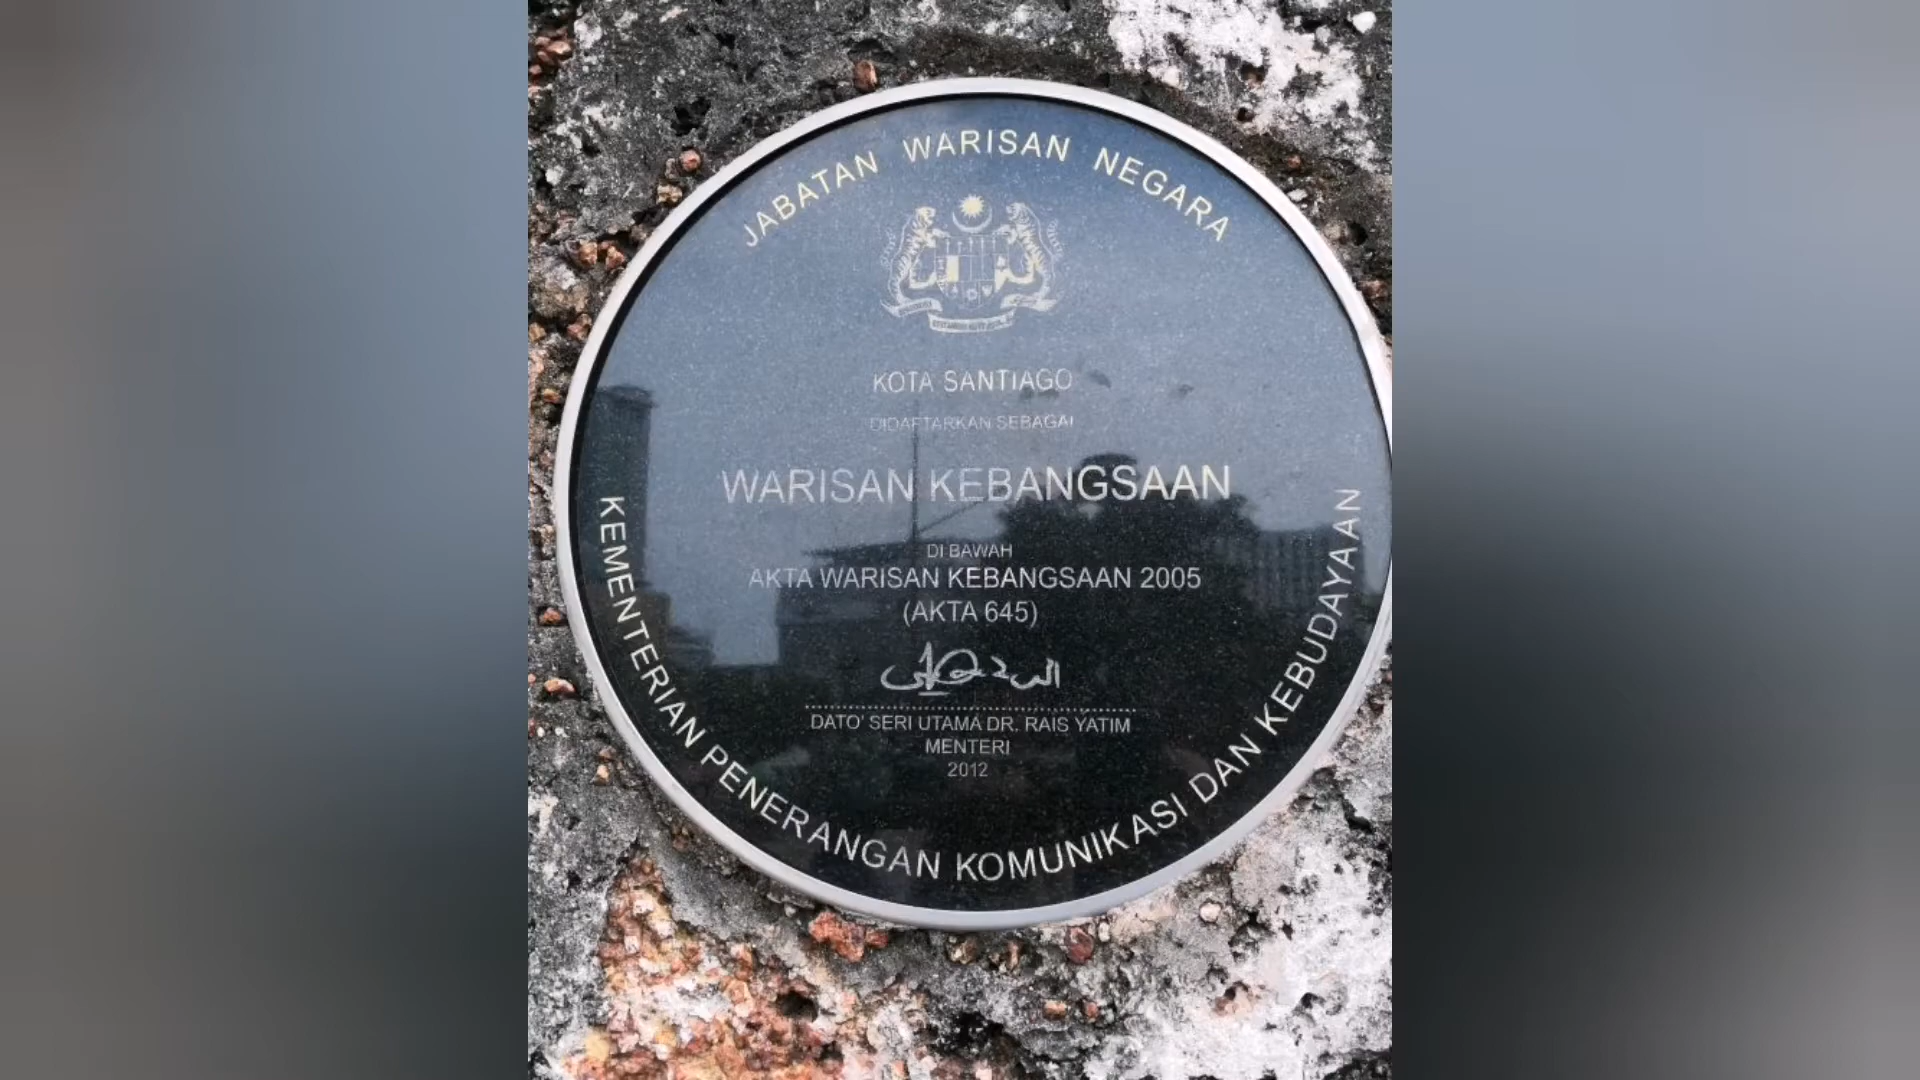 JABATAN WARISAN NEGARA
KOTA SANTIAGO
DIDAFTARKAN SEBAGAI
WARISAN KEBANGSAAN
DI BAWAH
AKTA WARISAN KEBANGSAAN 2005
(AKTA 645)
DATO' SERI UTAMA DR. RAIS YATIM
MENTERI
2012
KEMENTERIAN PENERANGAN KOMUNIKASI DAN KEBUDAYAAN